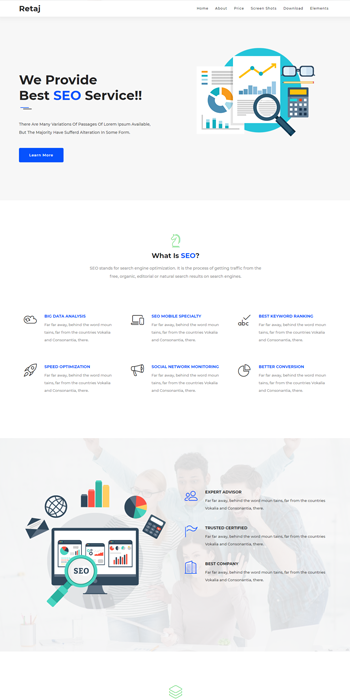 Retaj
Home About Price Screen Shots Download Elements
We Provide
Best SEO Service!!
There Are Many Variations Of Passages Of Lorem Ipsum Available,
But The Majority Have Suffered Alteration In Some Form.
Learn More
What Is SEO?
SEO stands for search engine optimization. It is the process of getting traffic from the
free, organic, editorial or natural search results on search engines.
BIG DATA ANALYSIS
Far far away, behind the word moun
tains, far from the countries Vokalia
and Consonantia, there.
SEO MOBILE SPECIALTY
Far far away, behind the word moun
tains, far from the countries Vokalia
and Consonantia, there.
abc
BEST KEYWORD RANKING
Far far away, behind the word moun
tains, far from the countries Vokalia
and Consonantia, there.
SPEED OPTIMIZATION
Far far away, behind the word moun
tains, far from the countries Vokalia
and Consonantia, there.
SOCIAL NETWORK MONITORING
Far far away, behind the word moun
tains, far from the countries Vokalia
and Consonantia, there.
BETTER CONVERSION
Far far away, behind the word moun
tains, far from the countries Vokalia
and Consonantia, there.
SEO
EXPERT ADVISOR
Far far away, behind the word moun tains, far from the countries
Vokalia and Consonantia, there.
TRUSTED CERTIFIED
Far far away, behind the word moun tains, far from the countries
Vokalia and Consonantia, there.
BEST COMPANY
Far far away, behind the word moun tains, far from the countries
Vokalia and Consonantia, there.